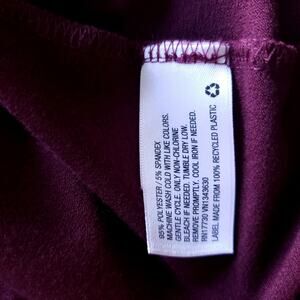 95% POLYESTER / 5% SPANDEX
MACHINE WASH COLD WITH LIKE COLORS.
GENTLE CYCLE. ONLY NON-CHLORINE
BLEACH IF NEEDED. TUMBLE DRY LOW.
REMOVE PROMPTLY. COOL IRON IF NEEDED.
RN17730 VN1343630
LABEL MADE FROM 100% RECYCLED PLASTIC